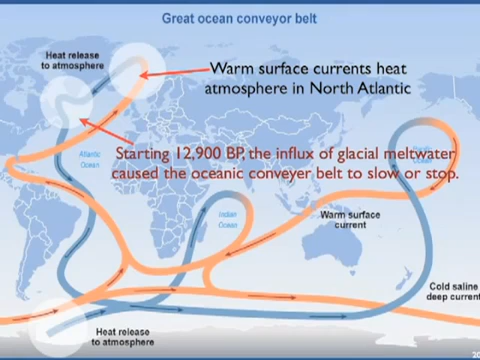 Great ocean conveyor belt
Heat release
to atmosphere
Warm surface currents heat
atmosphere in North Atlantic
Atlantic
Ocean
Starting 12,900 BP, the influx of glacial meltwater
caused the oceanic conveyer belt to slow or stop.
Ocean
Indian
Ocean
Warm surface
current
Cold saline
deep current
Heat release
to atmosphere
20